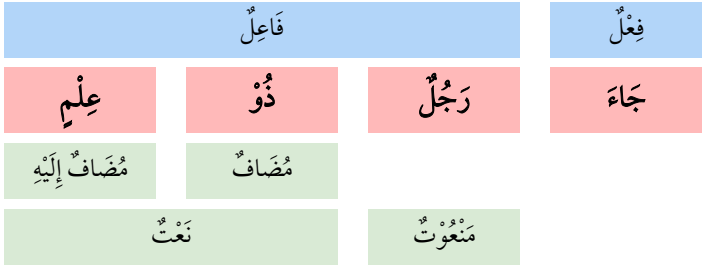 فِعْلٌ فَاعِلٌ
جَاءَ رَجُلٌ ذُوْ عِلْمٍ
مُضَافٌ مُضَافٌ إِلَيْهِ
مَنْعُوْتٌ نَعْتٌ